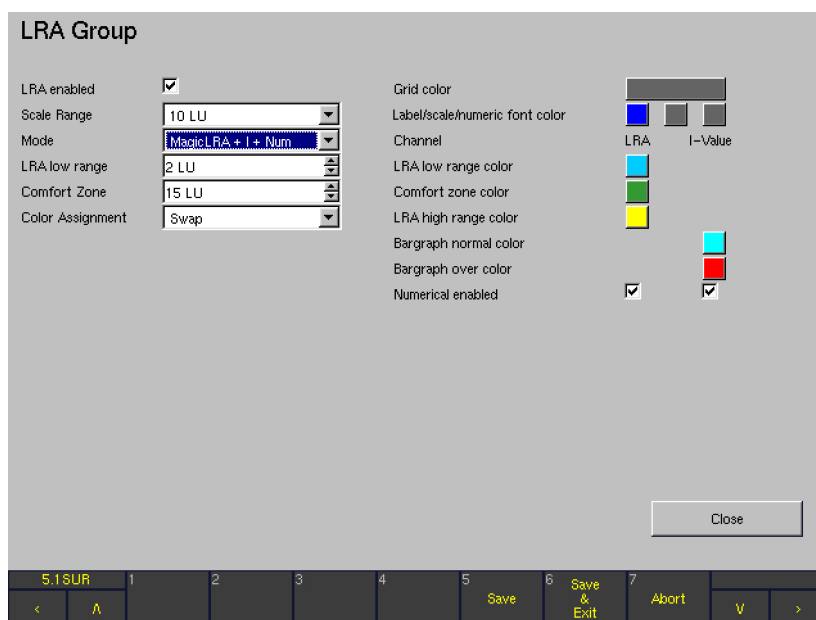 LRA Group
LRA enabled
Scale Range 10 LU
Mode MagicLRA + I + Num
LRA low range 2 LU
Comfort Zone 15 LU
Color Assignment Swap
Grid color
Label/scale/numeric font color
Channel LRA I-Value
LRA low range color
Comfort zone color
LRA high range color
Bargraph normal color
Bargraph over color
Numerical enabled
Close
5.1SUR 1 2 3 4 5 Save 6 Save & Exit 7 Abort
< Λ V >